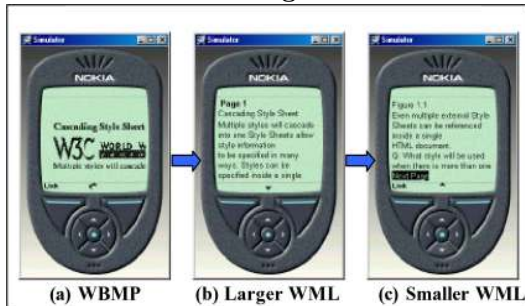 Simulator
NOKIA
Cascading Style Sheet
W3C WORLD W
Multiple styles will cascade
Link
(a) WBMP
Simulator
NOKIA
Page 1
Cascading Style Sheet
Multiple styles will cascade
into one Style Sheets allow
style information
to be specified in many
ways. Styles can be
specified inside a single
(b) Larger WML
Simulator
NOKIA
Figure 1.1
Even multiple external Style
Sheets can be referenced
inside a single
HTML document.
Q: What style will be used
when there is more than one
Next Page
Link
(c) Smaller WML